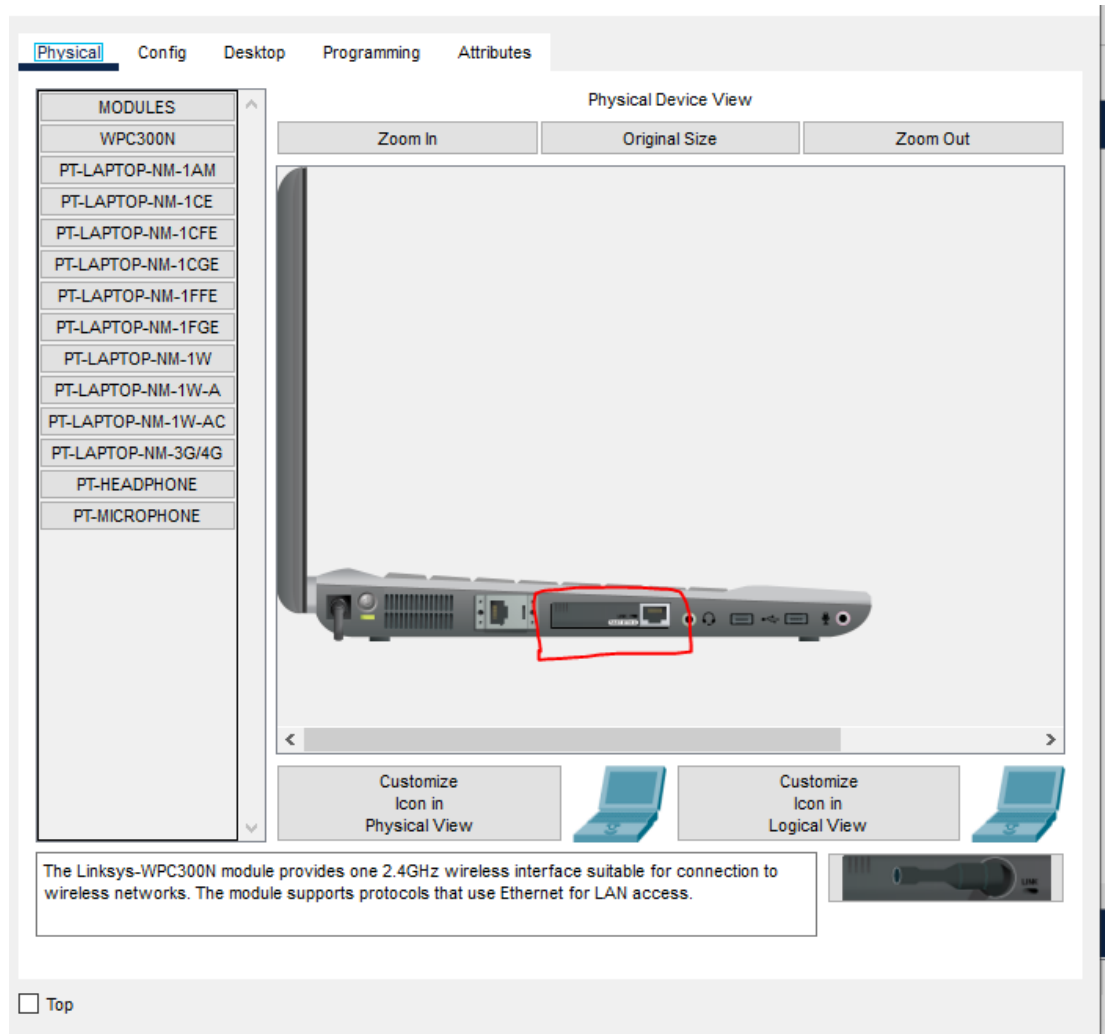 Physical Config Desktop Programming Attributes
MODULES
WPC300N
PT-LAPTOP-NM-1AM
PT-LAPTOP-NM-1CE
PT-LAPTOP-NM-1CFE
PT-LAPTOP-NM-1CGE
PT-LAPTOP-NM-1FFE
PT-LAPTOP-NM-1FGE
PT-LAPTOP-NM-1W
PT-LAPTOP-NM-1W-A
PT-LAPTOP-NM-1W-AC
PT-LAPTOP-NM-3G/4G
PT-HEADPHONE
PT-MICROPHONE
Physical Device View
Zoom In Original Size Zoom Out
Customize
Icon in
Physical View
Customize
Icon in
Logical View
The Linksys-WPC300N module provides one 2.4GHz wireless interface suitable for connection to
wireless networks. The module supports protocols that use Ethernet for LAN access.
LINK
Top